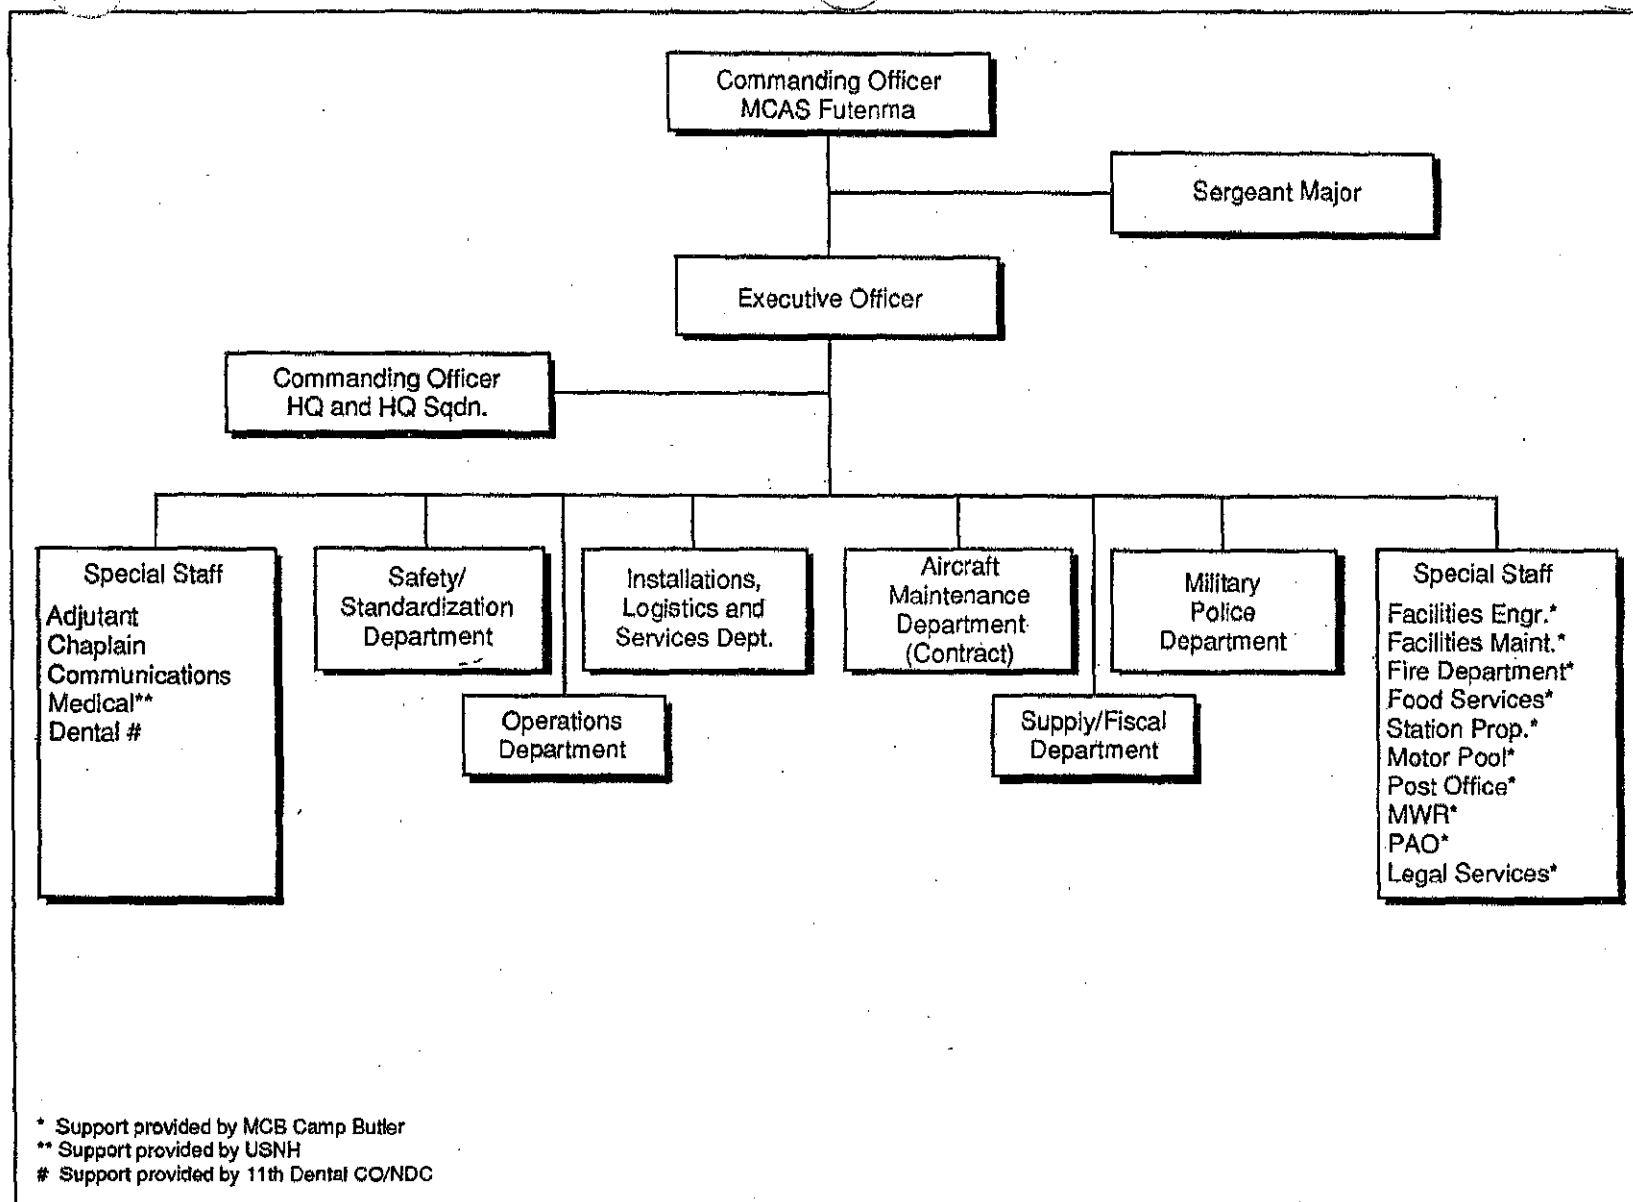 Commanding Officer
MCAS Futenma
Sergeant Major
Executive Officer
Commanding Officer
HQ and HQ Sqdn.
Special Staff
Adjutant
Chaplain
Communications
Medical**
Dental #
Safety/
Standardization
Department
Operations
Department
Installations,
Logistics and
Services Dept.
Aircraft
Maintenance
Department
(Contract)
Supply/Fiscal
Department
Military
Police
Department
Special Staff
Facilities Engr.*
Facilities Maint.*
Fire Department*
Food Services*
Station Prop.*
Motor Pool*
Post Office*
MWR*
PAO*
Legal Services*
* Support provided by MCB Camp Butler
** Support provided by USNH
# Support provided by 11th Dental CO/NDC